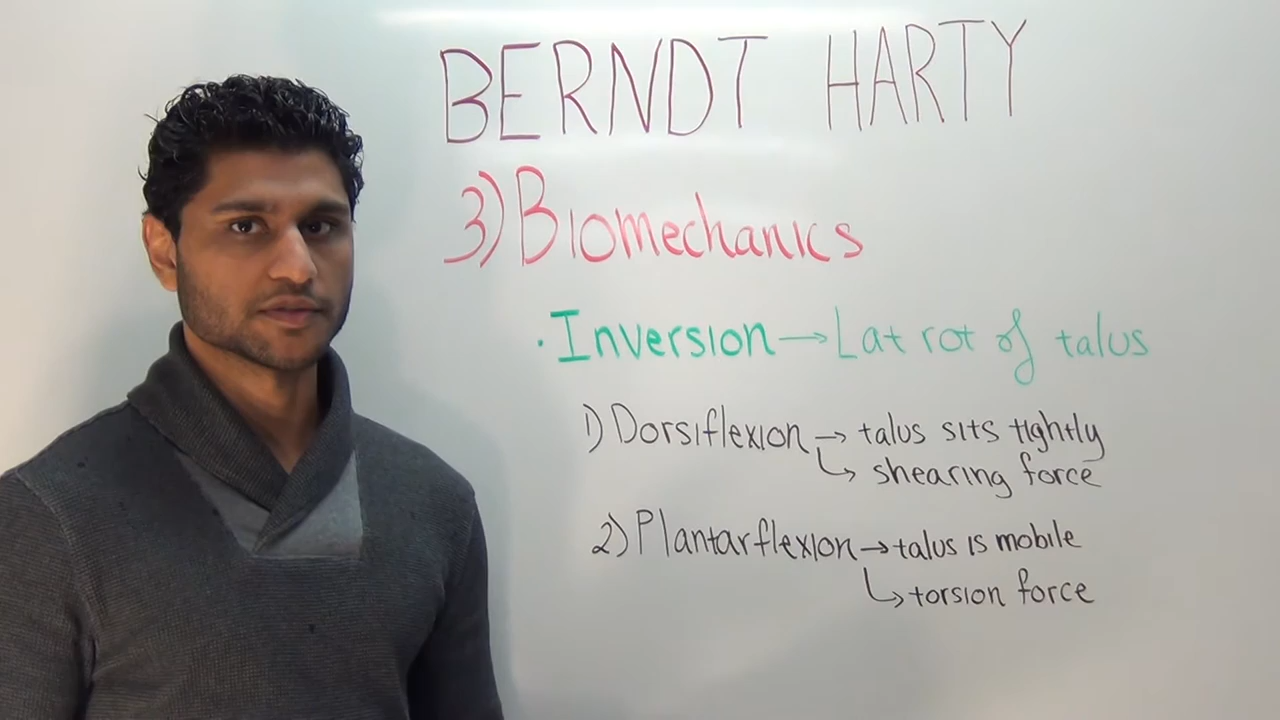 BERNDT HARTY
3) Biomechanics
· Inversion → Lat rot of talus
1) Dorsiflexion → talus sits tightly
↳ shearing force
2) Plantarflexion → talus is mobile
↳ torsion force